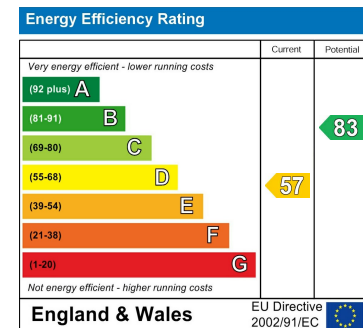 Energy Efficiency Rating
Current Potential
Very energy efficient - lower running costs
(92 plus) A
(81-91) B
(69-80) C
(55-68) D
(39-54) E
(21-38) F
(1-20) G
57
83
Not energy efficient - higher running costs
England & Wales
EU Directive
2002/91/EC